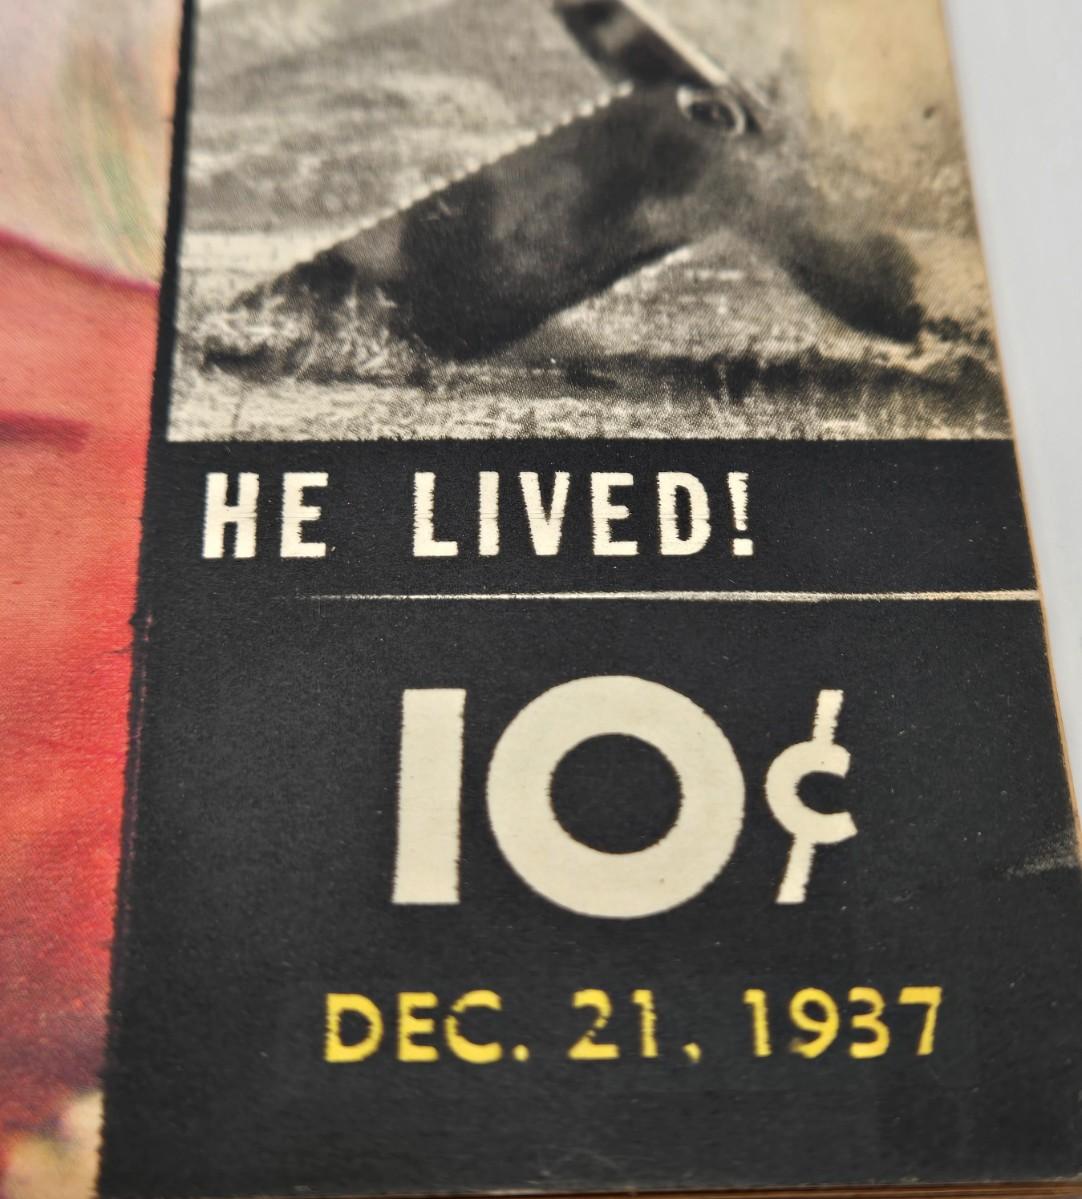 HE LIVED!
10¢
DEC. 21, 1937